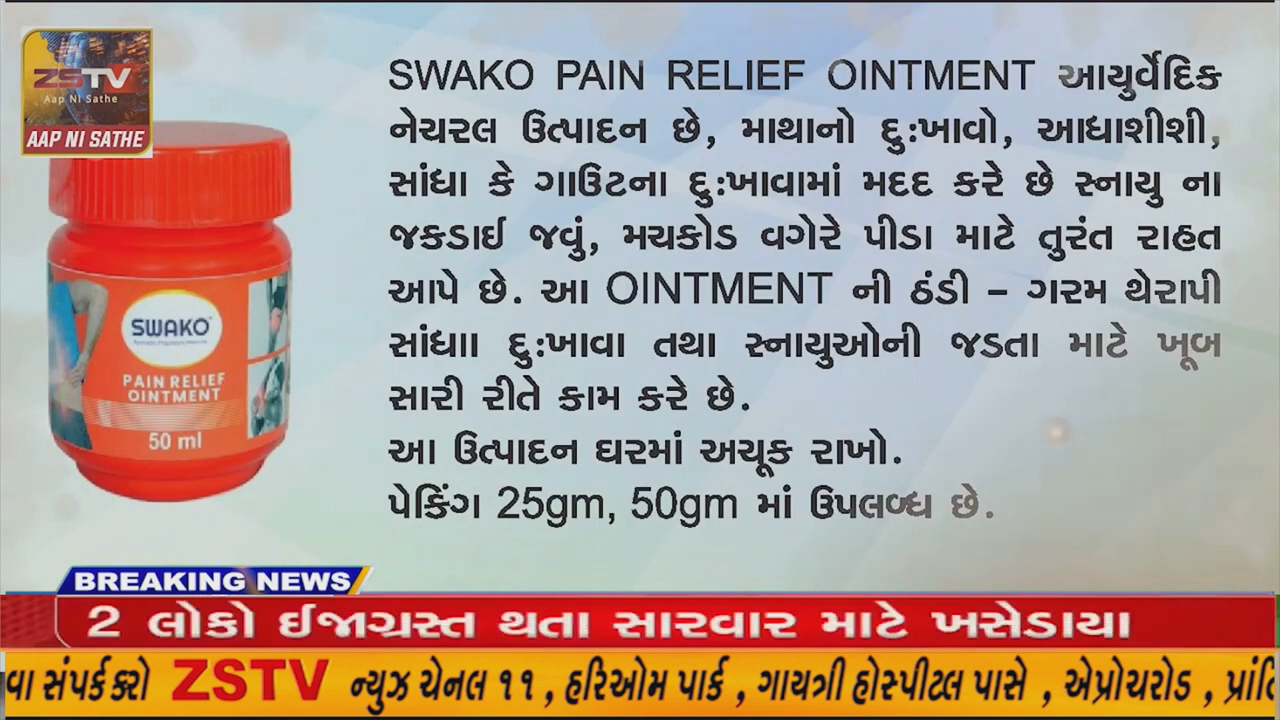 ZSTV
Aap Ni Sathe
AAP NI SATHE
SWAKO PAIN RELIEF OINTMENT આયુર્વેદિક
નેચરલ ઉત્પાદન છે, માથાનો દુઃખાવો, આધાશીશી,
સાંધા કે ગાઉટના દુઃખાવામાં મદદ કરે છે સ્નાયુ ના
જકડાઈ જવું, મચકોડ વગેરે પીડા માટે તુરંત રાહત
આપે છે. આ OINTMENT ની ઠંડી – ગરમ થેરાપી
સાંધાા દુઃખાવા તથા સ્નાયુઓની જડતા માટે ખૂબ
સારી રીતે કામ કરે છે.
આ ઉત્પાદન ઘરમાં અચૂક રાખો.
પેકિંગ 25gm, 50gm માં ઉપલબ્ધ છે.
SWAKO
PAIN RELIEF
OINTMENT
50 ml
BREAKING NEWS
2 લોકો ઈજાગ્રસ્ત થતા સારવાર માટે ખસેડાયા
વા સંપર્ક કરો ZSTV ન્યુઝ ચેનલ ૧૧ , હરિઓમ પાર્ક , ગાયત્રી હોસ્પીટલ પાસે , એપ્રોચરોડ , પ્રાંતિ